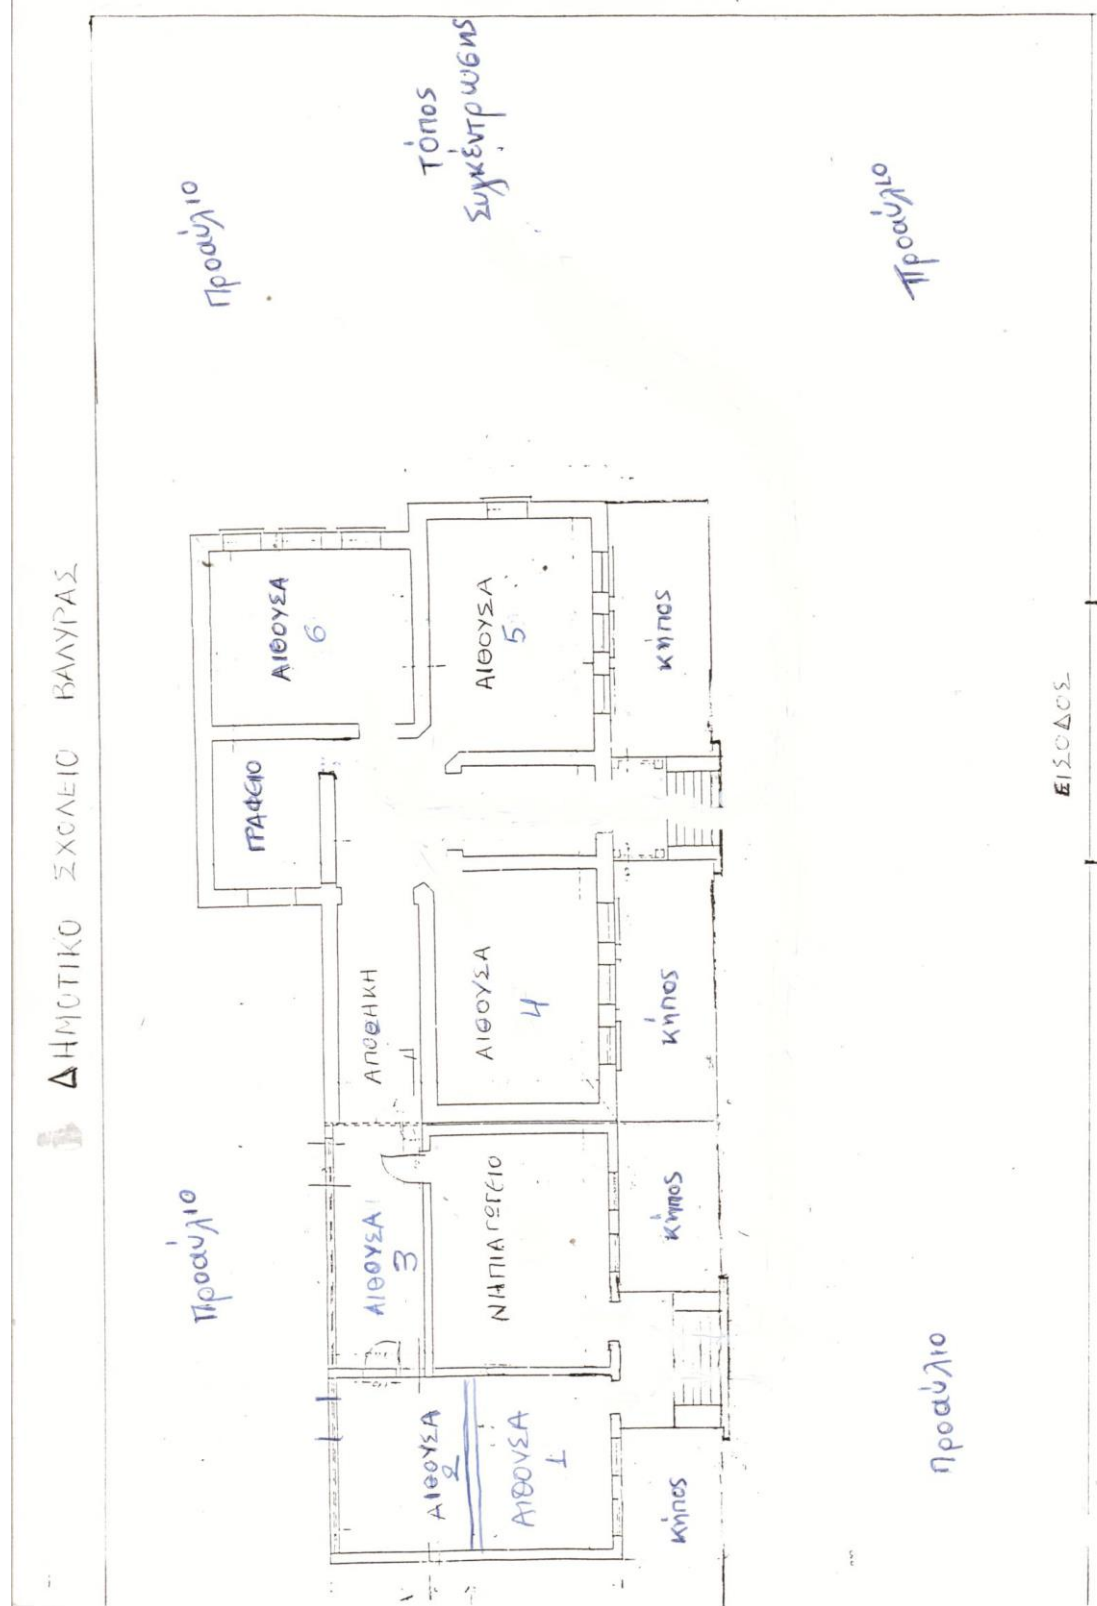 ΔΗΜΟΤΙΚΟ ΣΧΟΛΕΙΟ ΒΑΛΥΡΑΣ
Προαύλιο
Προαύλιο
ΓΡΑΦΕΙΟ
ΑΙΘΟΥΣΑ
6
ΑΠΟΘΗΚΗ
ΑΙΘΟΥΣΑ
3
Τόπος
Συγκέντρωσης
ΑΙΘΟΥΣΑ
2
ΑΙΘΟΥΣΑ
1
ΝΗΠΙΑΓΩΓΕΙΟ
ΑΙΘΟΥΣΑ
4
ΑΙΘΟΥΣΑ
5
Κήπος
Κήπος
Κήπος
Κήπος
Προαύλιο
Προαύλιο
ΕΙΣΟΔΟΣ